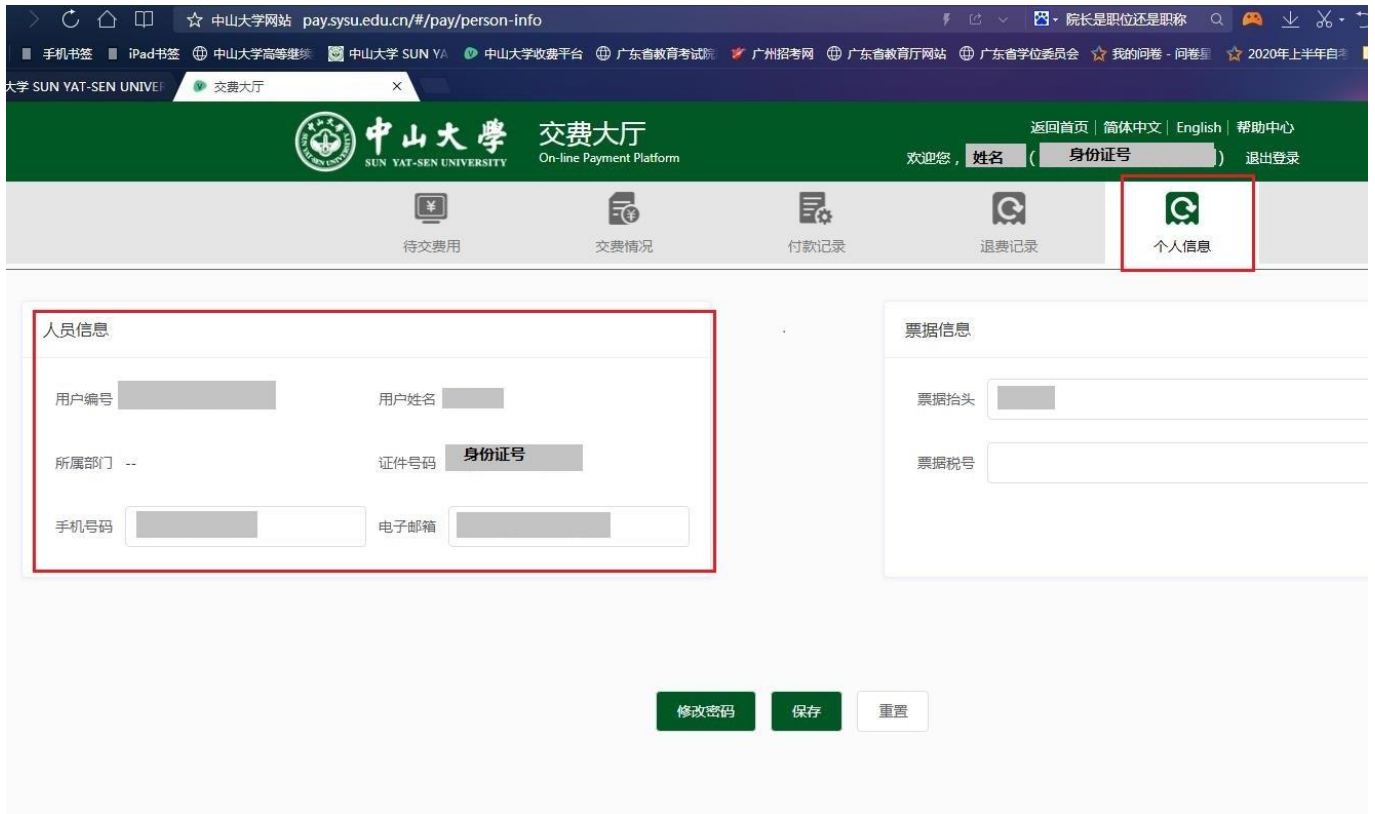 中山大学网站 pay.sysu.edu.cn/#/pay/person-info 院长是职位还是职称
手机书签 iPad书签 中山大学高等继续 中山大学 SUN YA 中山大学收费平台 广东省教育考试院 广州招考网 广东省教育厅网站 广东省学位委员会 我的问卷 - 问卷星 2020年上半年自考
大学 SUN YAT-SEN UNIVER 交费大厅 ×
中山大學 交费大厅 返回首页 | 简体中文 | English | 帮助中心
SUN YAT-SEN UNIVERSITY On-line Payment Platform 欢迎您, 姓名 ( 身份证号 ) 退出登录
¥
待交费用 交费情况 付款记录 退费记录 个人信息
人员信息 票据信息
用户编号 用户姓名 票据抬头
所属部门 -- 证件号码 身份证号 票据税号
手机号码 电子邮箱
修改密码 保存 重置